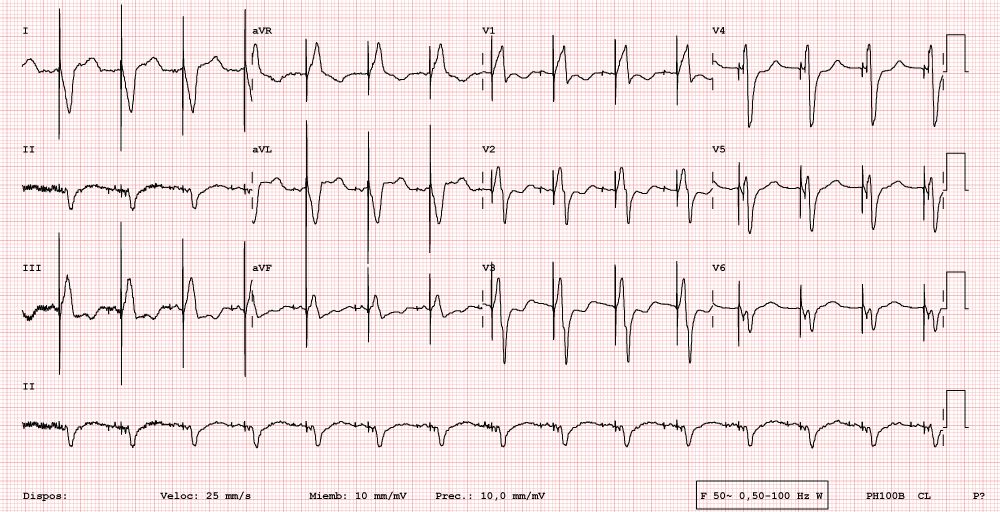 I aVR V1 V4
II aVL V2 V5
III aVF V3 V6
II
Dispos: Veloc: 25 mm/s Miemb: 10 mm/mV Prec.: 10,0 mm/mV F 50~ 0,50-100 Hz W PH100B CL P?